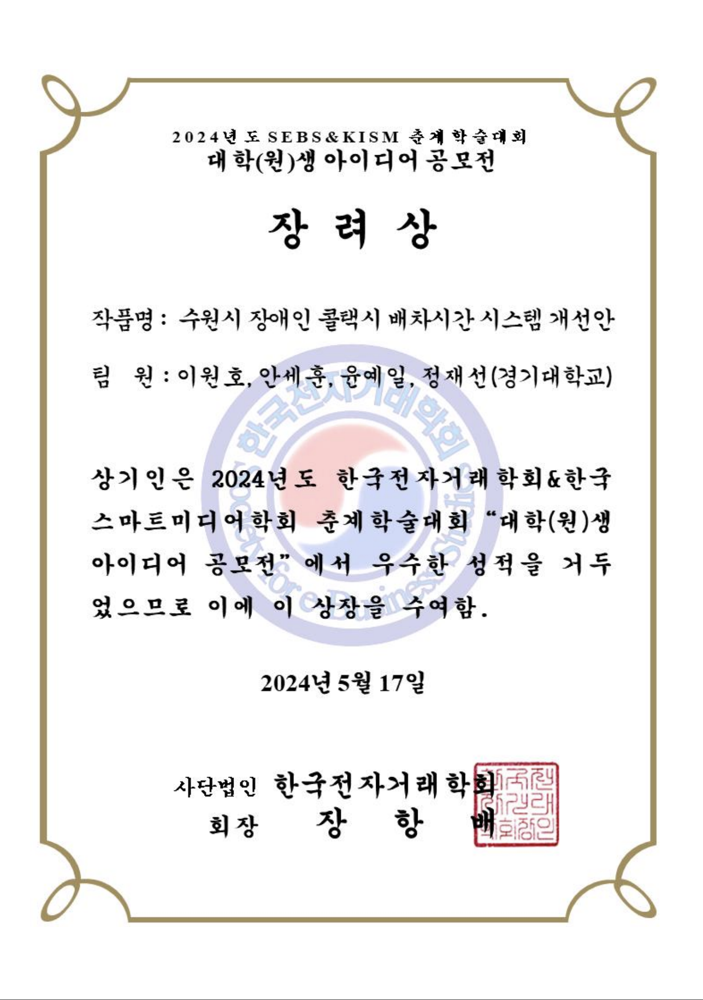 2024년도 SEBS&KISM 춘계학술대회
대학(원)생 아이디어 공모전
장 려 상
작품명 : 수원시 장애인 콜택시 배차시간 시스템 개선안
팀 원 : 이원호, 안세훈, 윤예일, 정재선(경기대학교)
한국전자거래학회
Society for e-Business Studies
상기인은 2024년도 한국전자거래학회&한국
스마트미디어학회 춘계학술대회 “대학(원)생
아이디어 공모전”에서 우수한 성적을 거두
었으므로 이에 이 상장을 수여함.
2024년 5월 17일
사단법인 한국전자거래학회
회장 장 항 배
한국전
자거래
학회장인